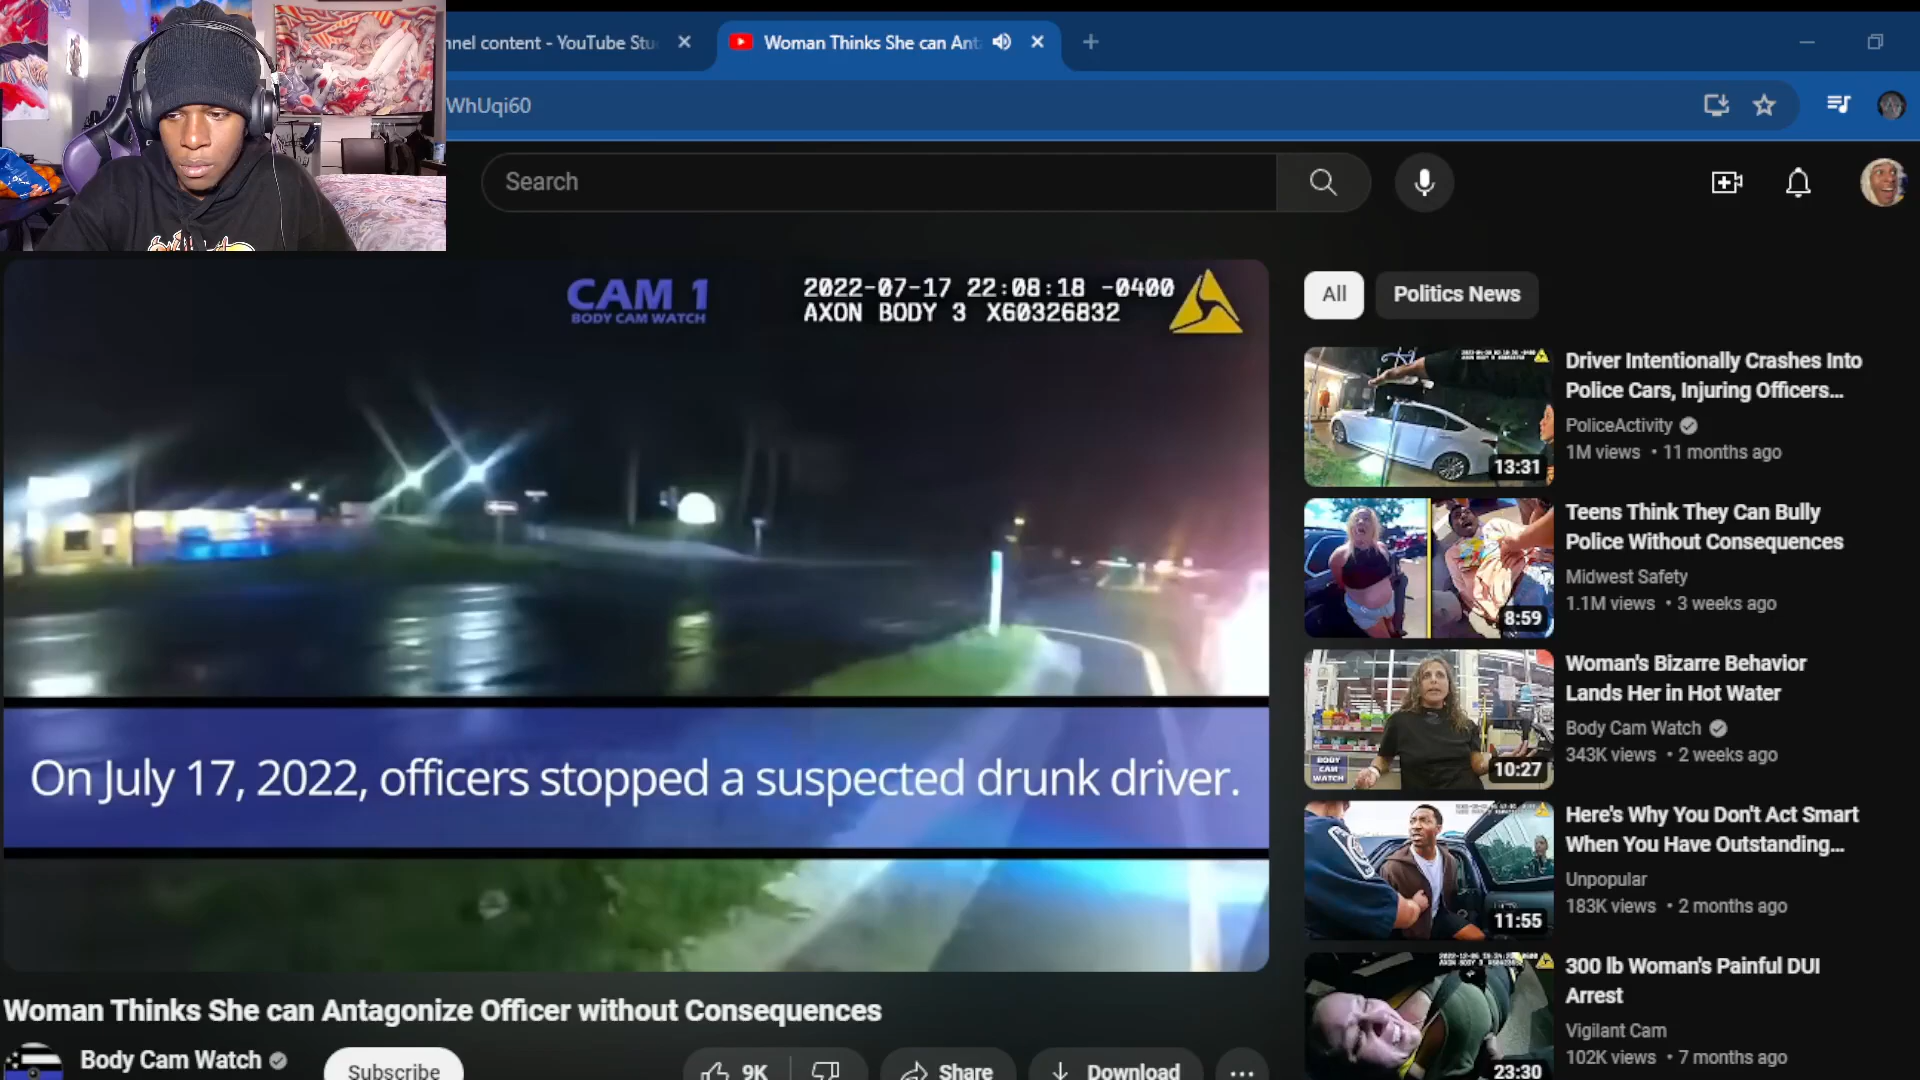 nnel content - YouTube Stu
Woman Thinks She can Ant
WhUqi60
Search
CAM 1
BODY CAM WATCH
2022-07-17 22:08:18 -0400
AXON BODY 3 X60326832
On July 17, 2022, officers stopped a suspected drunk driver.
Woman Thinks She can Antagonize Officer without Consequences
Body Cam Watch
Subscribe
9K
Share
Download
All
Politics News
13:31
Driver Intentionally Crashes Into
Police Cars, Injuring Officers...
PoliceActivity
1M views • 11 months ago
8:59
Teens Think They Can Bully
Police Without Consequences
Midwest Safety
1.1M views • 3 weeks ago
BODY
CAM
WATCH
10:27
Woman's Bizarre Behavior
Lands Her in Hot Water
Body Cam Watch
343K views • 2 weeks ago
11:55
Here's Why You Don't Act Smart
When You Have Outstanding...
Unpopular
183K views • 2 months ago
23:30
300 lb Woman's Painful DUI
Arrest
Vigilant Cam
102K views • 7 months ago